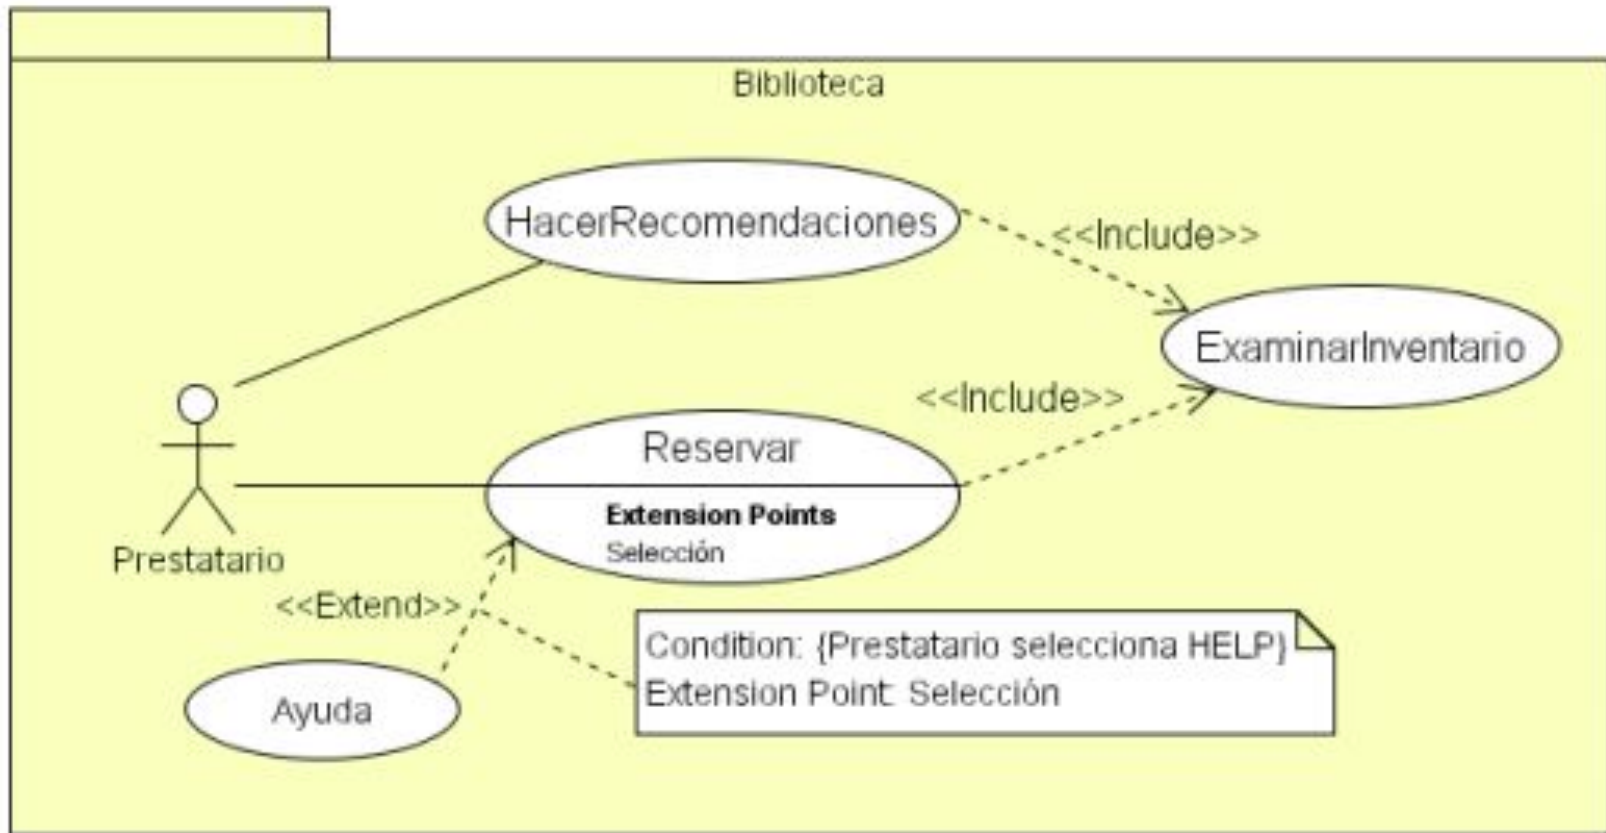 Biblioteca
HacerRecomendaciones
<<Include>>
ExaminarInventario
<<Include>>
Reservar
Extension Points
Selección
Prestatario
<<Extend>>
Condition: {Prestatario selecciona HELP}
Extension Point: Selección
Ayuda